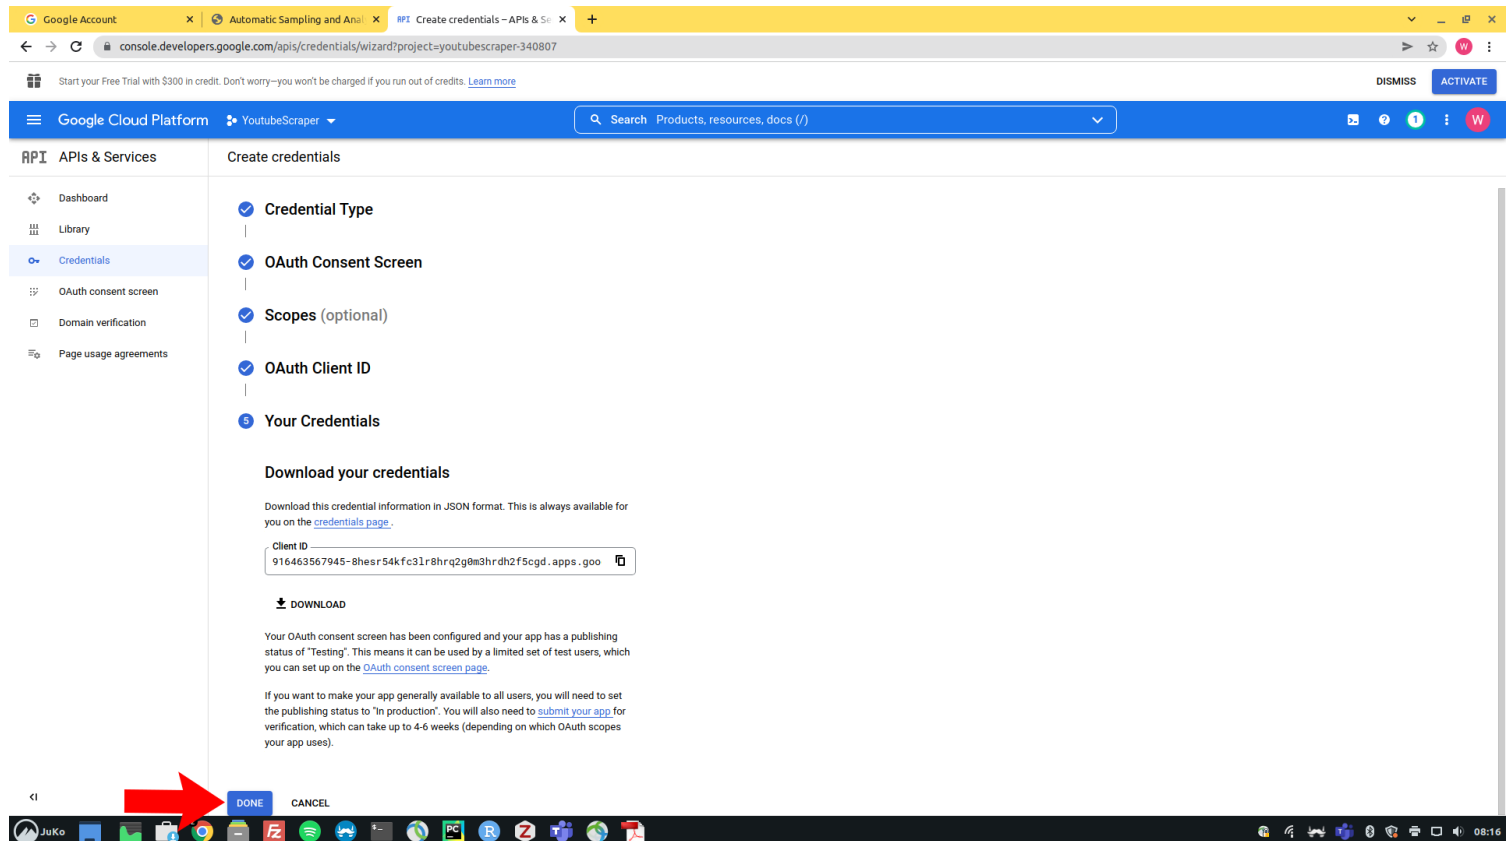 Google Account
Automatic Sampling and Anal
API Create credentials – APIs & Se
console.developers.google.com/apis/credentials/wizard?project=youtubescraper-340807
W
Start your Free Trial with $300 in credit. Don't worry—you won't be charged if you run out of credits. Learn more
DISMISS
ACTIVATE
Google Cloud Platform
YoutubeScraper
Search Products, resources, docs (/)
1
W
API APIs & Services
Create credentials
Dashboard
Library
Credentials
OAuth consent screen
Domain verification
Page usage agreements
Credential Type
OAuth Consent Screen
Scopes (optional)
OAuth Client ID
5 Your Credentials
Download your credentials
Download this credential information in JSON format. This is always available for
you on the credentials page .
Client ID
916463567945-8hesr54kfc3lr8hrq2g0m3hrdh2f5cgd.apps.goo
DOWNLOAD
Your OAuth consent screen has been configured and your app has a publishing
status of "Testing". This means it can be used by a limited set of test users, which
you can set up on the OAuth consent screen page.
If you want to make your app generally available to all users, you will need to set
the publishing status to "In production". You will also need to submit your app for
verification, which can take up to 4-6 weeks (depending on which OAuth scopes
your app uses).
DONE
CANCEL
JuKo
08:16